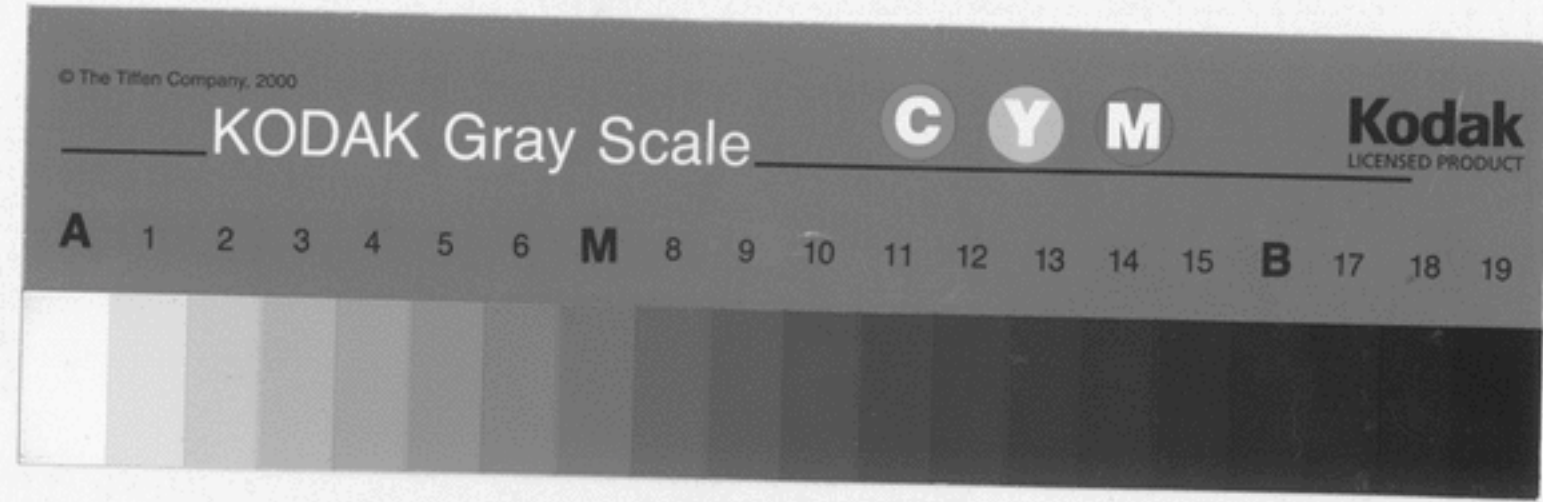 © The Tiffen Company, 2000
KODAK Gray Scale
C Y M
Kodak
LICENSED PRODUCT
A 1 2 3 4 5 6 M 8 9 10 11 12 13 14 15 B 17 18 19